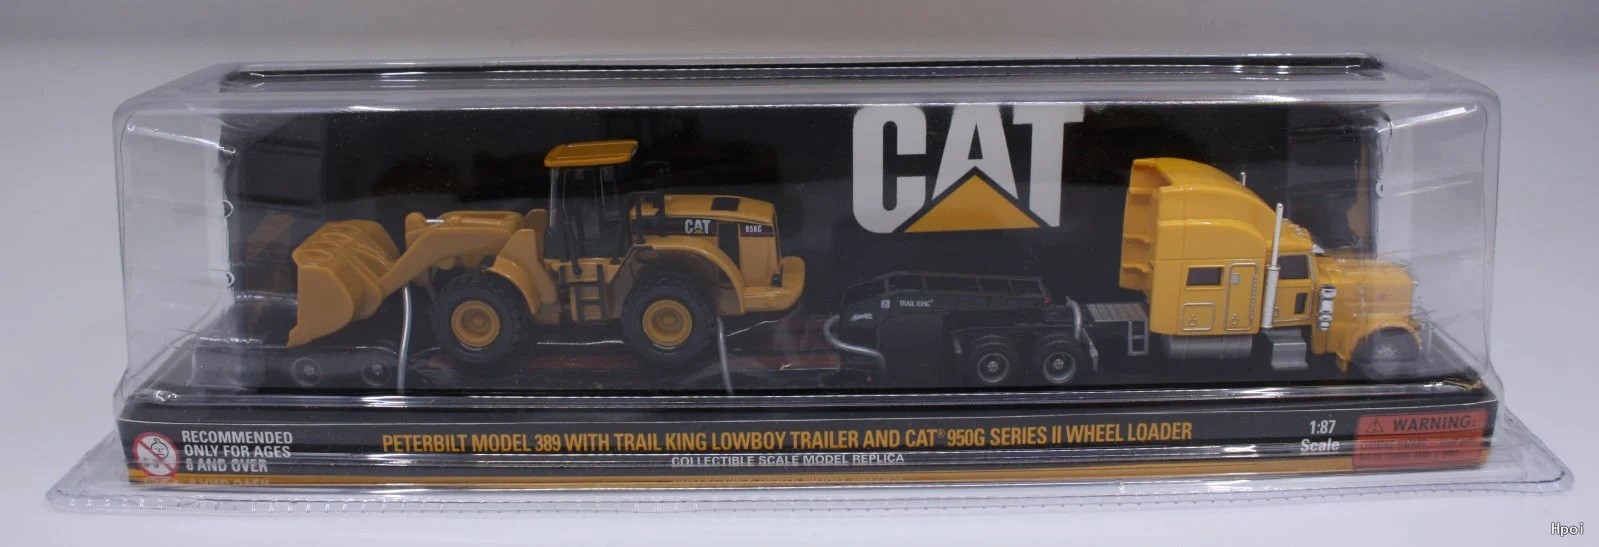 CAT
CAT
950G
TRAIL KING
RECOMMENDED
ONLY FOR AGES
8 AND OVER
PETERBILT MODEL 389 WITH TRAIL KING LOWBOY TRAILER AND CAT® 950G SERIES II WHEEL LOADER
COLLECTIBLE SCALE MODEL REPLICA
1:87
Scale
WARNING:
Hpoi